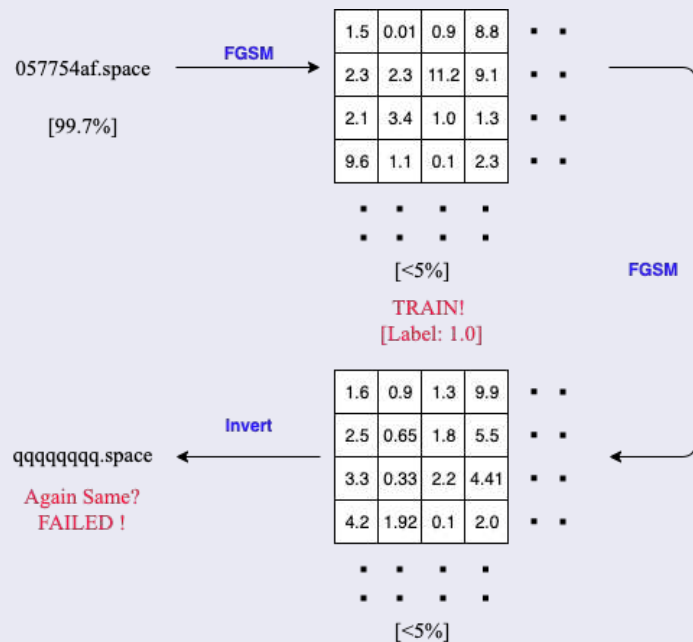 057754af.space
[99.7%]
FGSM
1.5 0.01 0.9 8.8
2.3 2.3 11.2 9.1
2.1 3.4 1.0 1.3
9.6 1.1 0.1 2.3
[<5%]
TRAIN!
[Label: 1.0]
FGSM
1.6 0.9 1.3 9.9
2.5 0.65 1.8 5.5
3.3 0.33 2.2 4.41
4.2 1.92 0.1 2.0
[<5%]
Invert
qqqqqqqq.space
Again Same?
FAILED !